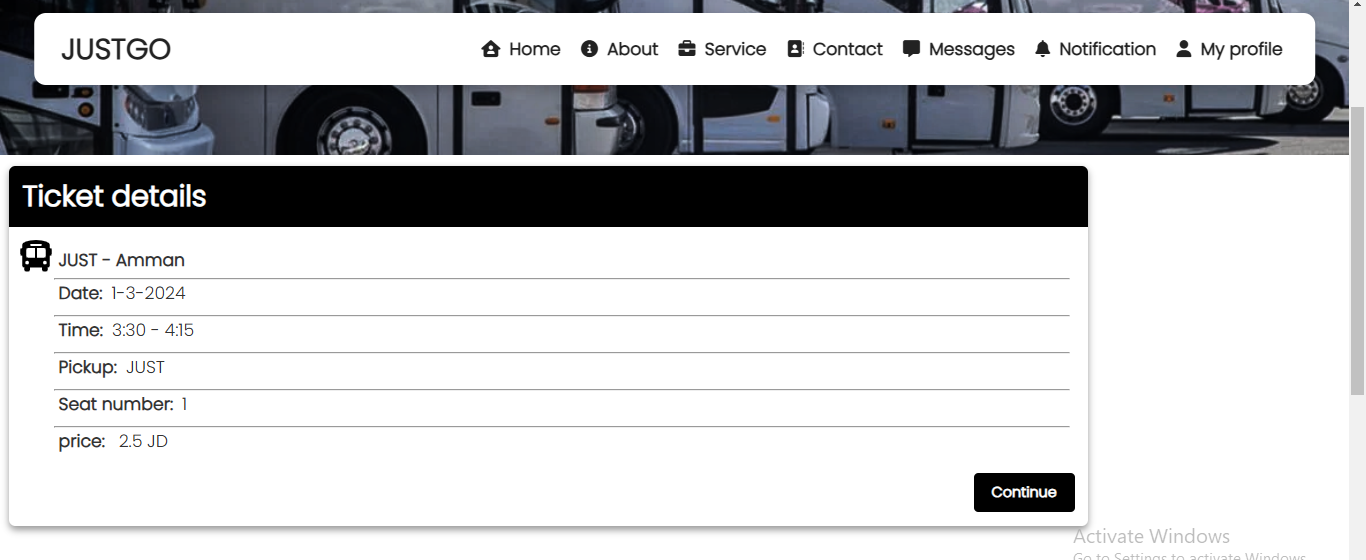 JUSTGO
Home About Service Contact Messages Notification My profile
Ticket details
JUST - Amman
Date: 1-3-2024
Time: 3:30 - 4:15
Pickup: JUST
Seat number: 1
price: 2.5 JD
Continue
Activate Windows
Go to Settings to activate Windows.